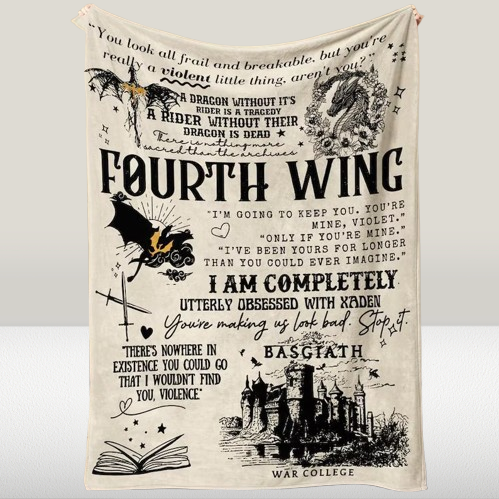 "You look all frail and breakable, but you're
really a violent little thing, aren't you?"
A DRAGON WITHOUT IT'S
RIDER IS A TRAGEDY
A RIDER WITHOUT THEIR
DRAGON IS DEAD
There is nothing more
sacred than the archives
FOURTH WING
"I'M GOING TO KEEP YOU. YOU'RE
MINE, VIOLET."
"ONLY IF YOU'RE MINE."
"I'VE BEEN YOURS FOR LONGER
THAN YOU COULD EVER IMAGINE."
I AM COMPLETELY
UTTERLY OBSESSED WITH XADEN
You're making us look bad. Stop it.
"THERE'S NOWHERE IN
EXISTENCE YOU COULD GO
THAT I WOULDN'T FIND
YOU, VIOLENCE"
BASGIATH
WAR COLLEGE